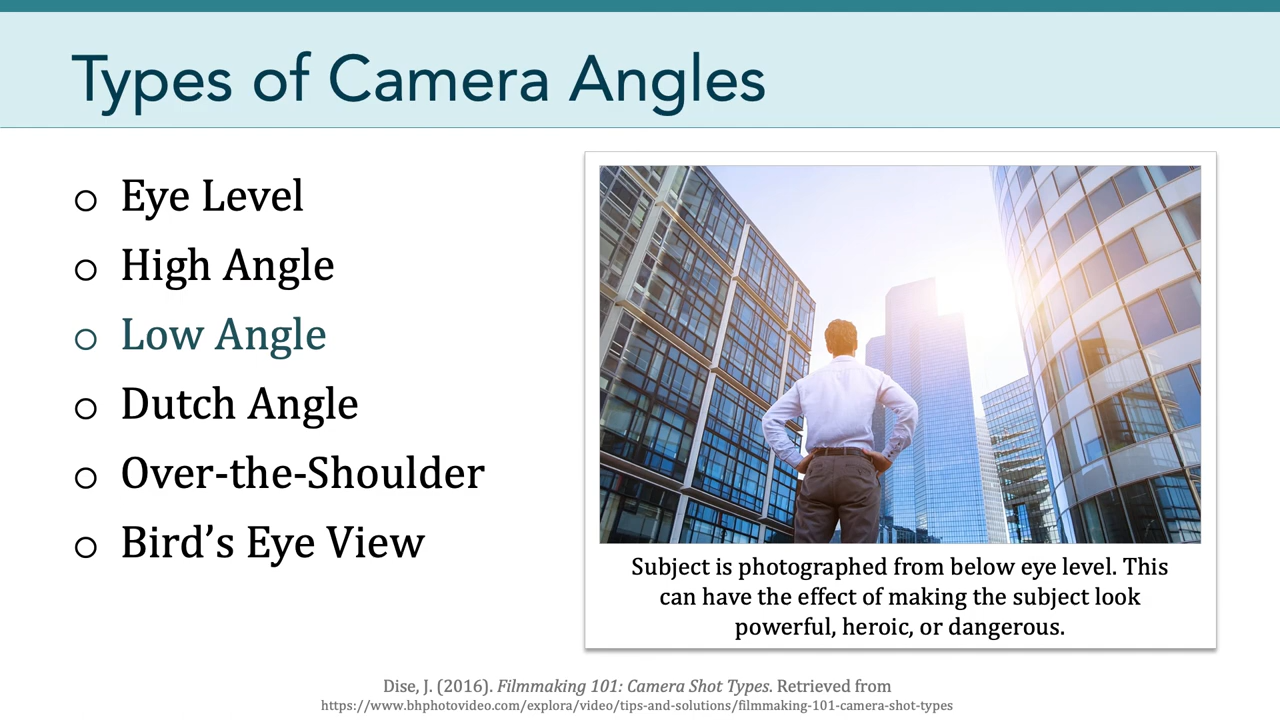 Types of Camera Angles
Eye Level
High Angle
Low Angle
Dutch Angle
Over-the-Shoulder
Bird’s Eye View
Subject is photographed from below eye level. This
can have the effect of making the subject look
powerful, heroic, or dangerous.
Dise, J. (2016). Filmmaking 101: Camera Shot Types. Retrieved from
https://www.bhphotovideo.com/explora/video/tips-and-solutions/filmmaking-101-camera-shot-types